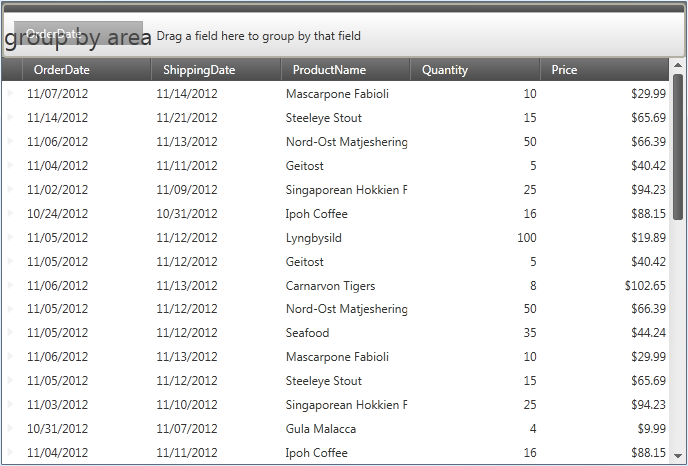 OrderDate
group by area Drag a field here to group by that field
OrderDate ShippingDate ProductName Quantity Price
11/07/2012 11/14/2012 Mascarpone Fabioli 10 $29.99
11/14/2012 11/21/2012 Steeleye Stout 15 $65.69
11/06/2012 11/13/2012 Nord-Ost Matjeshering 50 $66.39
11/04/2012 11/11/2012 Geitost 5 $40.42
11/02/2012 11/09/2012 Singaporean Hokkien F 25 $94.23
10/24/2012 10/31/2012 Ipoh Coffee 16 $88.15
11/05/2012 11/12/2012 Lyngbysild 100 $19.89
11/05/2012 11/12/2012 Geitost 5 $40.42
11/06/2012 11/13/2012 Carnarvon Tigers 8 $102.65
11/05/2012 11/12/2012 Nord-Ost Matjeshering 50 $66.39
11/05/2012 11/12/2012 Seafood 35 $44.24
11/06/2012 11/13/2012 Mascarpone Fabioli 10 $29.99
11/05/2012 11/12/2012 Steeleye Stout 15 $65.69
11/03/2012 11/10/2012 Singaporean Hokkien F 25 $94.23
10/31/2012 11/07/2012 Gula Malacca 4 $9.99
11/04/2012 11/11/2012 Ipoh Coffee 16 $88.15